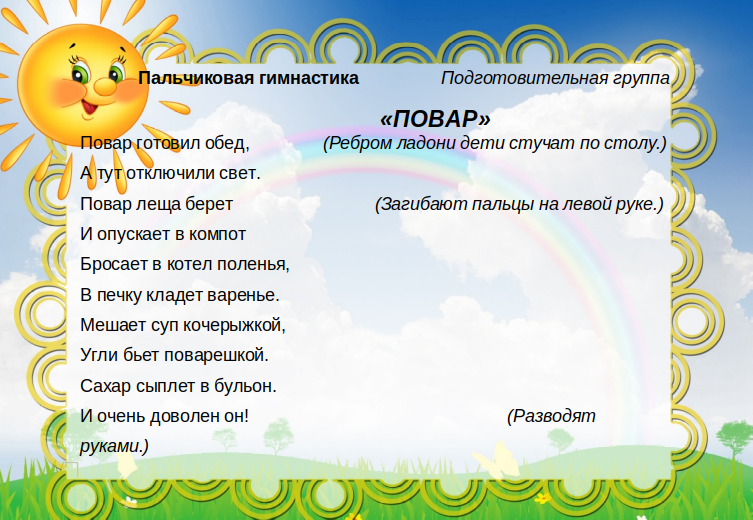 Пальчиковая гимнастика Подготовительная группа
«ПОВАР»
Повар готовил обед, (Ребром ладони дети стучат по столу.)
А тут отключили свет.
Повар леща берет (Загибают пальцы на левой руке.)
И опускает в компот
Бросает в котел поленья,
В печку кладет варенье.
Мешает суп кочерыжкой,
Угли бьет поварешкой.
Сахар сыплет в бульон.
И очень доволен он! (Разводят
руками.)